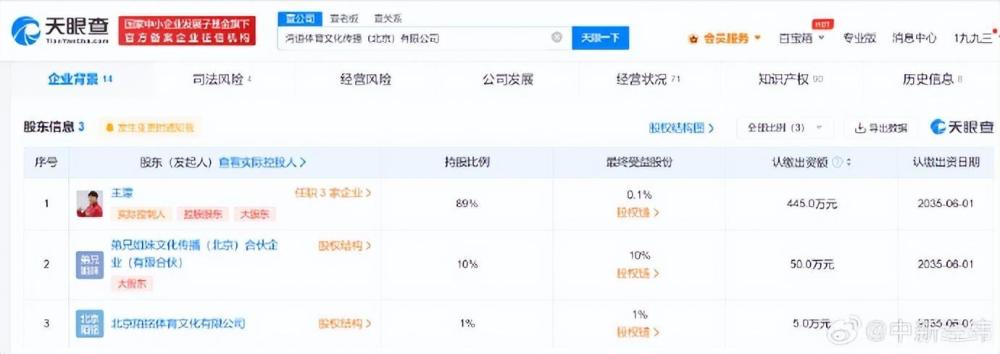 查公司 查老板 查关系
天眼查 TianYanCha.com 国家中小企业发展子基金旗下 官方备案企业征信机构 湾道体育文化传播（北京）有限公司 天眼一下 会员服务 百宝箱 HOT 专业版 消息中心 1九九三
企业背景 14 司法风险 4 经营风险 公司发展 经营状况 71 知识产权 90 历史信息 8
股东信息 3 发生变更时通知我 股权结构图 全部比例（3） 导出数据 天眼查
序号 股东（发起人） 查看实际控股人 持股比例 最终受益股份 认缴出资额 认缴出资日期
1 王濛 任职 3 家企业 89% 0.1% 445.0万元 2035-06-01
实际控制人 控股股东 大股东 股权链
2 弟兄姐妹 弟兄姐妹文化传播（北京）合伙企 股权结构 10% 10% 50.0万元 2035-06-01
业（有限合伙） 股权链
大股东
3 北京 北京陌铭体育文化有限公司 股权结构 1% 1% 5.0万元 2035-06-01
股权链
@中新经纬